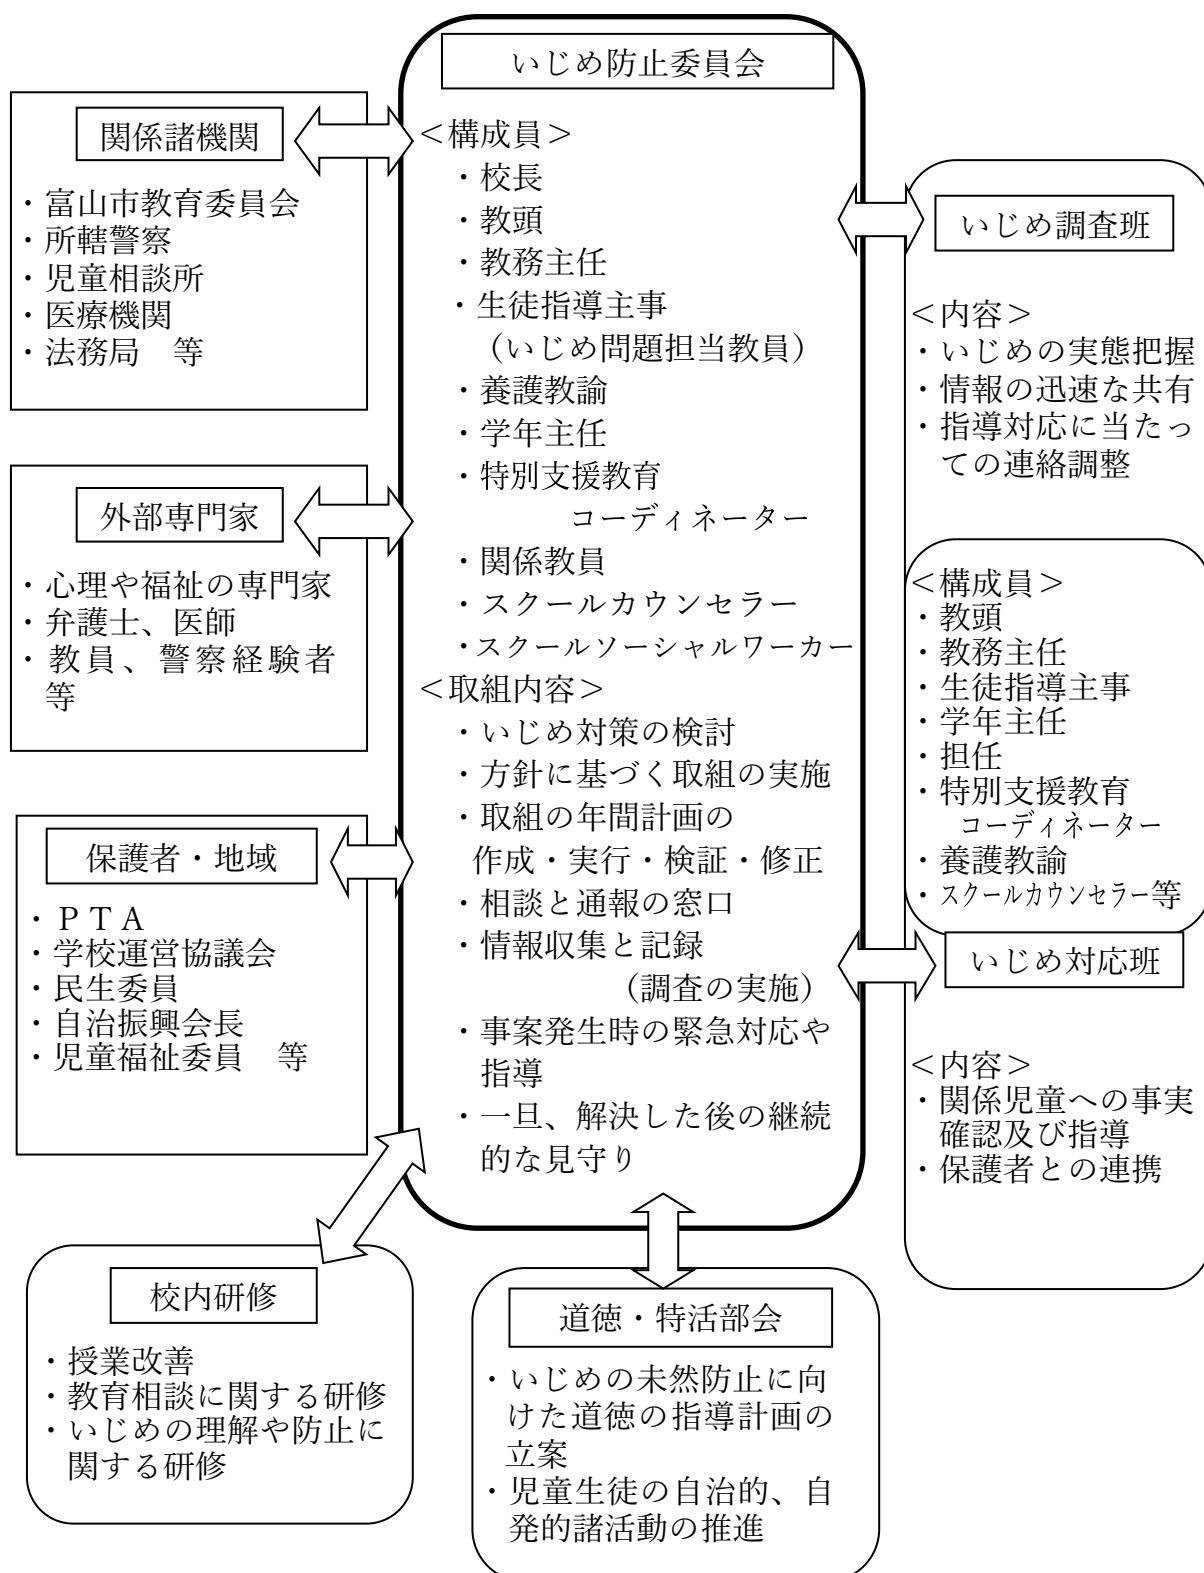 いじめ防止委員会
＜構成員＞
・校長
・教頭
・教務主任
・生徒指導主事
（いじめ問題担当教員）
・養護教諭
・学年主任
・特別支援教育
コーディネーター
・関係教員
・スクールカウンセラー
・スクールソーシャルワーカー
＜取組内容＞
・いじめ対策の検討
・方針に基づく取組の実施
・取組の年間計画の
作成・実行・検証・修正
・相談と通報の窓口
・情報収集と記録
（調査の実施）
・事案発生時の緊急対応や
指導
・一旦、解決した後の継続
的な見守り
関係諸機関
・富山市教育委員会
・所轄警察
・児童相談所
・医療機関
・法務局　等
外部専門家
・心理や福祉の専門家
・弁護士、医師
・教員、警察経験者
等
保護者・地域
・ＰＴＡ
・学校運営協議会
・民生委員
・自治振興会長
・児童福祉委員　等
校内研修
・授業改善
・教育相談に関する研修
・いじめの理解や防止に
関する研修
道徳・特活部会
・いじめの未然防止に向
けた道徳の指導計画の
立案
・児童生徒の自治的、自
発的諸活動の推進
いじめ調査班
＜内容＞
・いじめの実態把握
・情報の迅速な共有
・指導対応に当たっ
ての連絡調整
＜構成員＞
・教頭
・教務主任
・生徒指導主事
・学年主任
・担任
・特別支援教育
コーディネーター
・養護教諭
・スクールカウンセラー等
いじめ対応班
＜内容＞
・関係児童への事実
確認及び指導
・保護者との連携